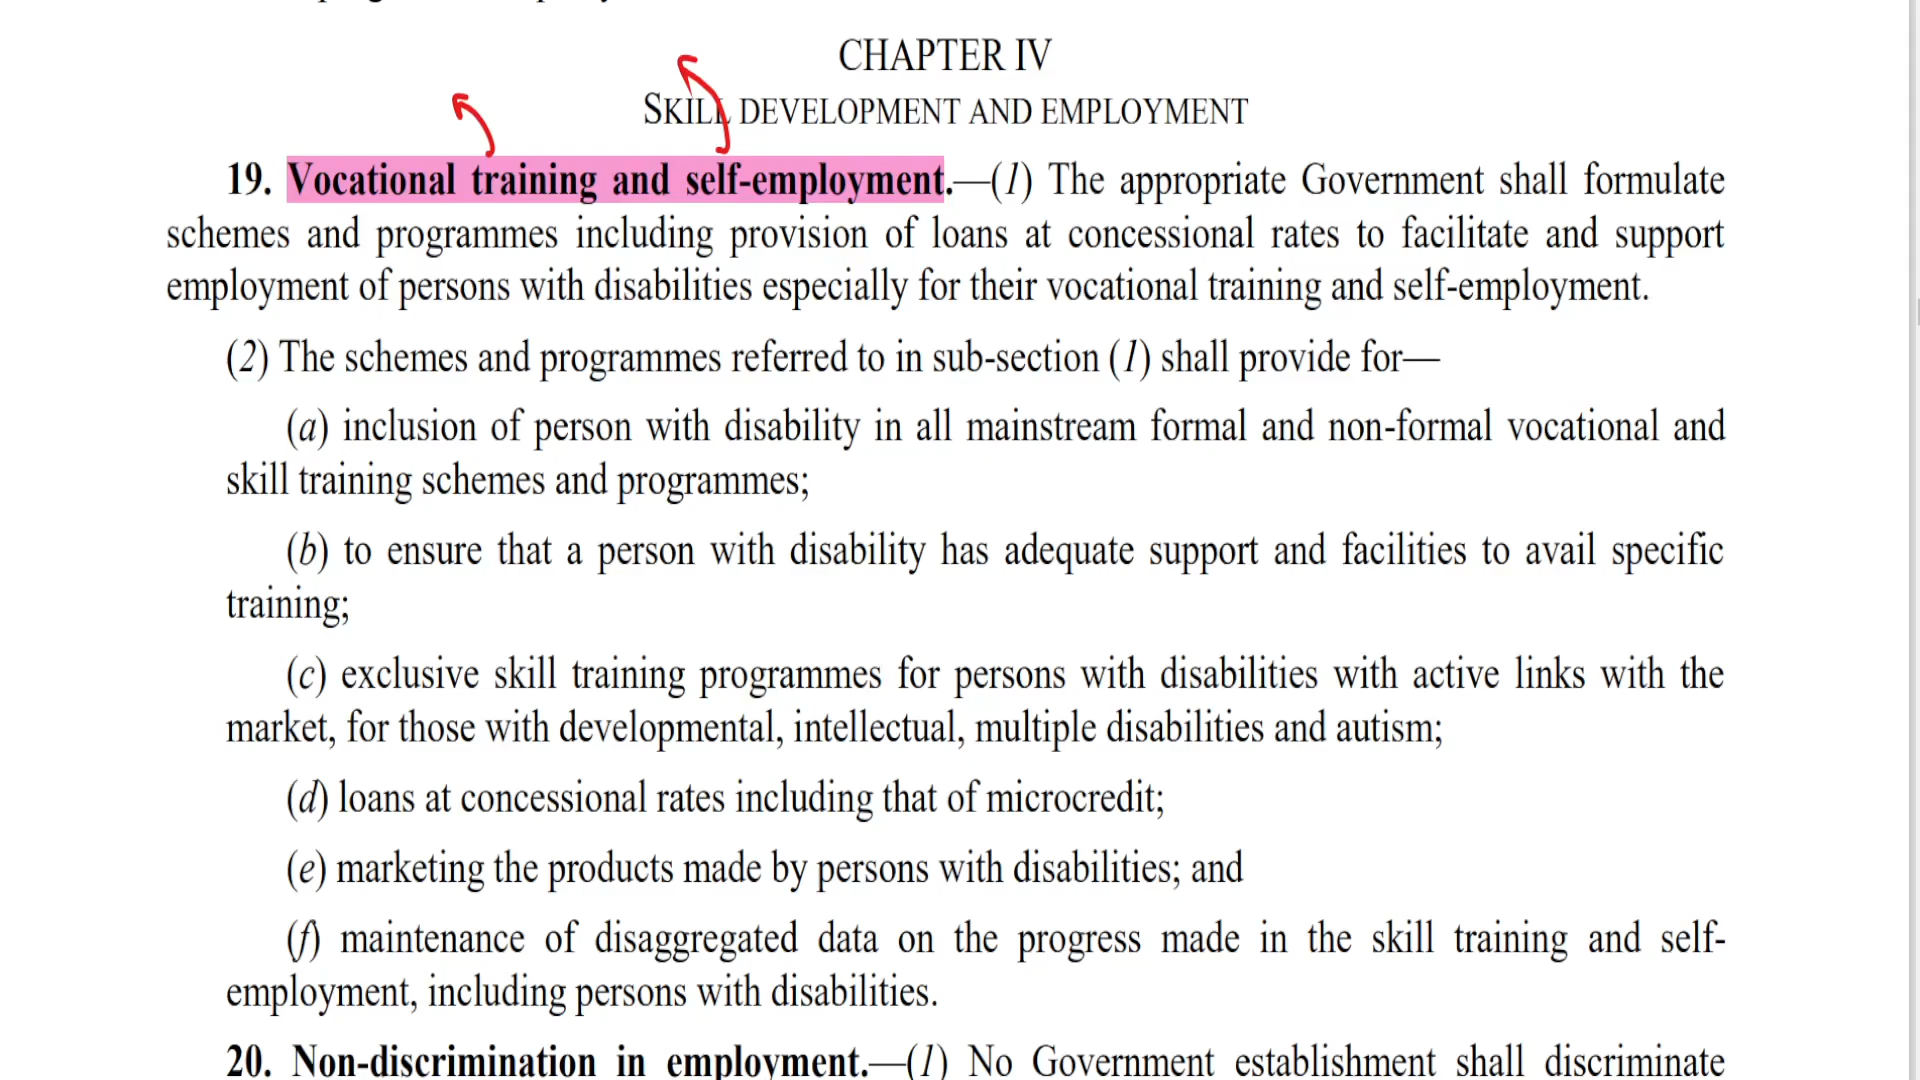 CHAPTER IV
SKILL DEVELOPMENT AND EMPLOYMENT
19. Vocational training and self-employment.—(1) The appropriate Government shall formulate
schemes and programmes including provision of loans at concessional rates to facilitate and support
employment of persons with disabilities especially for their vocational training and self-employment.
(2) The schemes and programmes referred to in sub-section (1) shall provide for—
(a) inclusion of person with disability in all mainstream formal and non-formal vocational and
skill training schemes and programmes;
(b) to ensure that a person with disability has adequate support and facilities to avail specific
training;
(c) exclusive skill training programmes for persons with disabilities with active links with the
market, for those with developmental, intellectual, multiple disabilities and autism;
(d) loans at concessional rates including that of microcredit;
(e) marketing the products made by persons with disabilities; and
(f) maintenance of disaggregated data on the progress made in the skill training and self-
employment, including persons with disabilities.
20. Non-discrimination in employment.—(1) No Government establishment shall discriminate